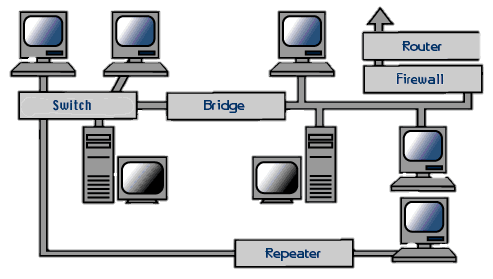 Router
Firewall
Switch
Bridge
Repeater